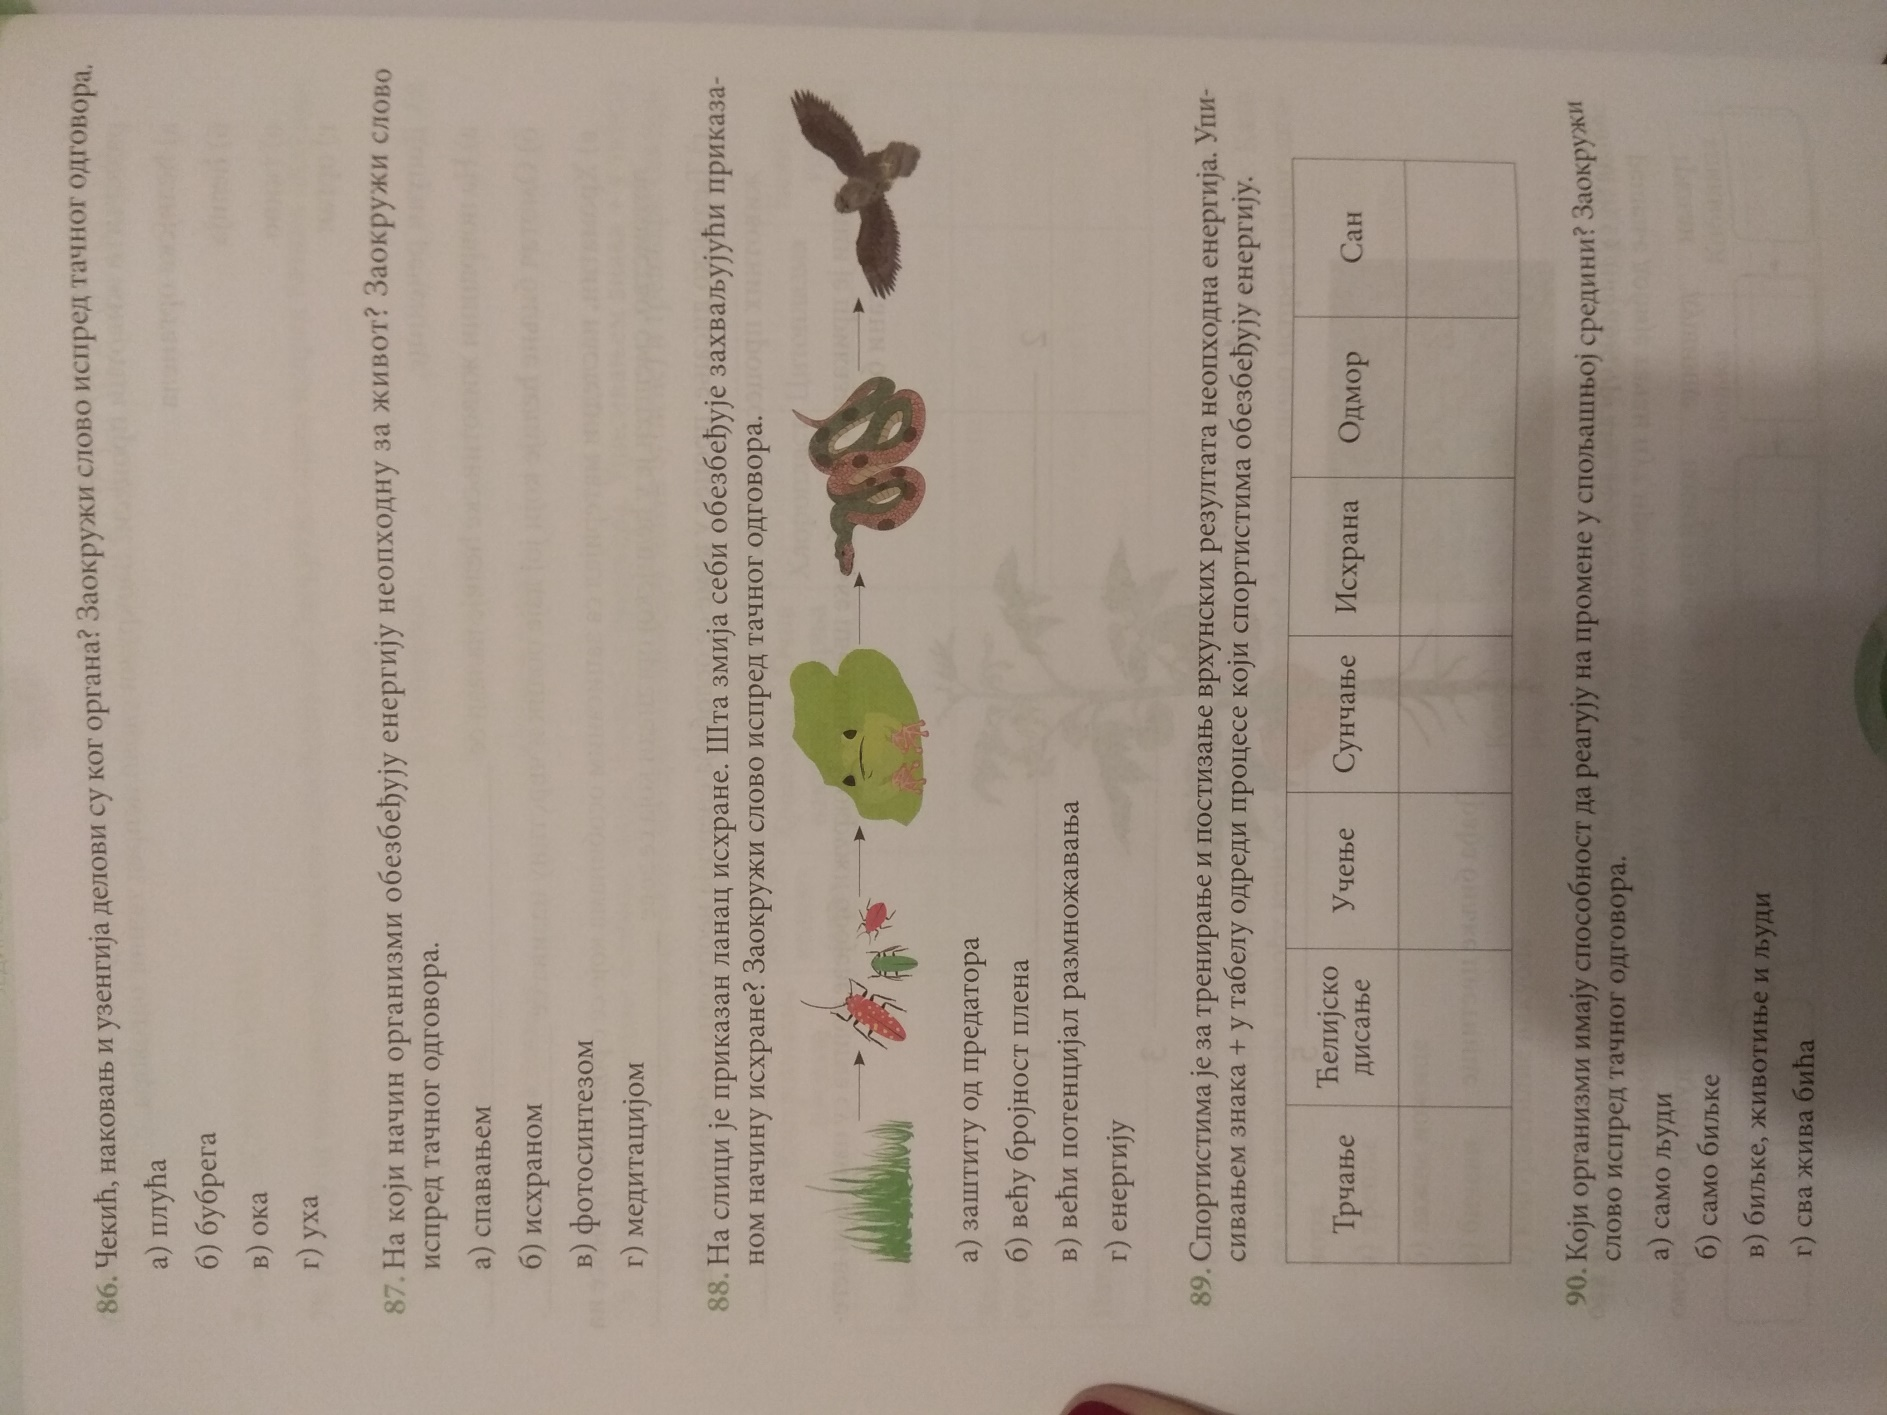 86. Чекић, наковањ и узенгија делови су ког органа? Заокружи слово испред тачног одговора.
а) плућа
б) бубрега
в) ока
г) уха
87. На који начин организми обезбеђују енергију неопходну за живот? Заокружи слово
испред тачног одговора.
а) спавањем
б) исхраном
в) фотосинтезом
г) медитацијом
88. На слици је приказан ланац исхране. Шта змија себи обезбеђује захваљујући приказа-
ном начину исхране? Заокружи слово испред тачног одговора.
а) заштиту од предатора
б) већу бројност плена
в) већи потенцијал размножавања
г) енергију
89. Спортистима је за тренирање и постизање врхунских резултата неопходна енергија. Упи-
сивањем знака + у табелу одреди процесе који спортистима обезбеђују енергију.
Трчање
Ћелијско
дисање
Учење
Сунчање
Исхрана
Одмор
Сан
90. Који организми имају способност да реагују на промене у спољашњој средини? Заокружи
слово испред тачног одговора.
а) само људи
б) само биљке
в) биљке, животиње и људи
г) сва жива бића